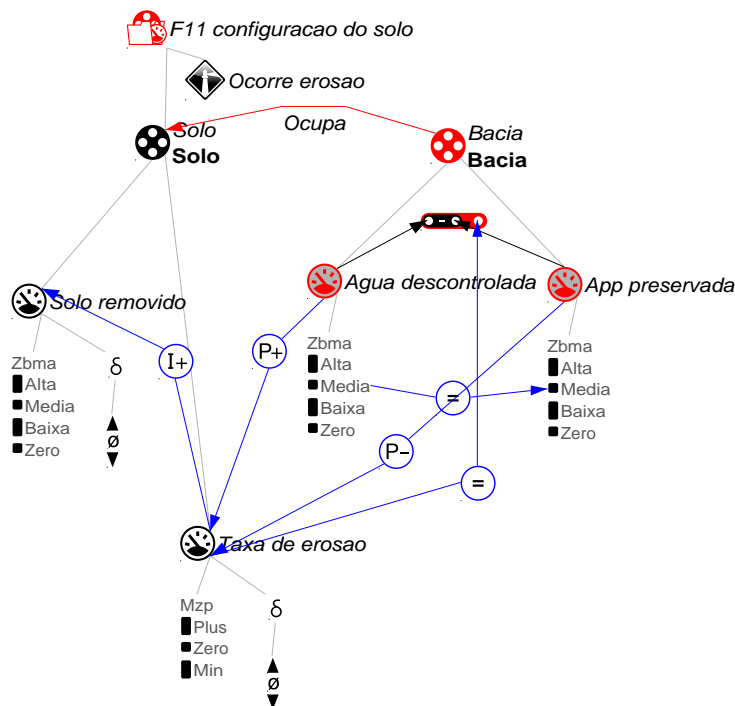 F11 configuracao do solo
Ocorre erosao
Ocupa
Solo
Solo
Bacia
Bacia
-
Agua descontrolada
App preservada
Solo removido
I+
P+
Zbma
Alta
Media
Baixa
Zero
δ
ø
Zbma
Alta
Media
Baixa
Zero
=
Zbma
Alta
Media
Baixa
Zero
P-
=
Taxa de erosao
Mzp
Plus
Zero
Min
δ
ø